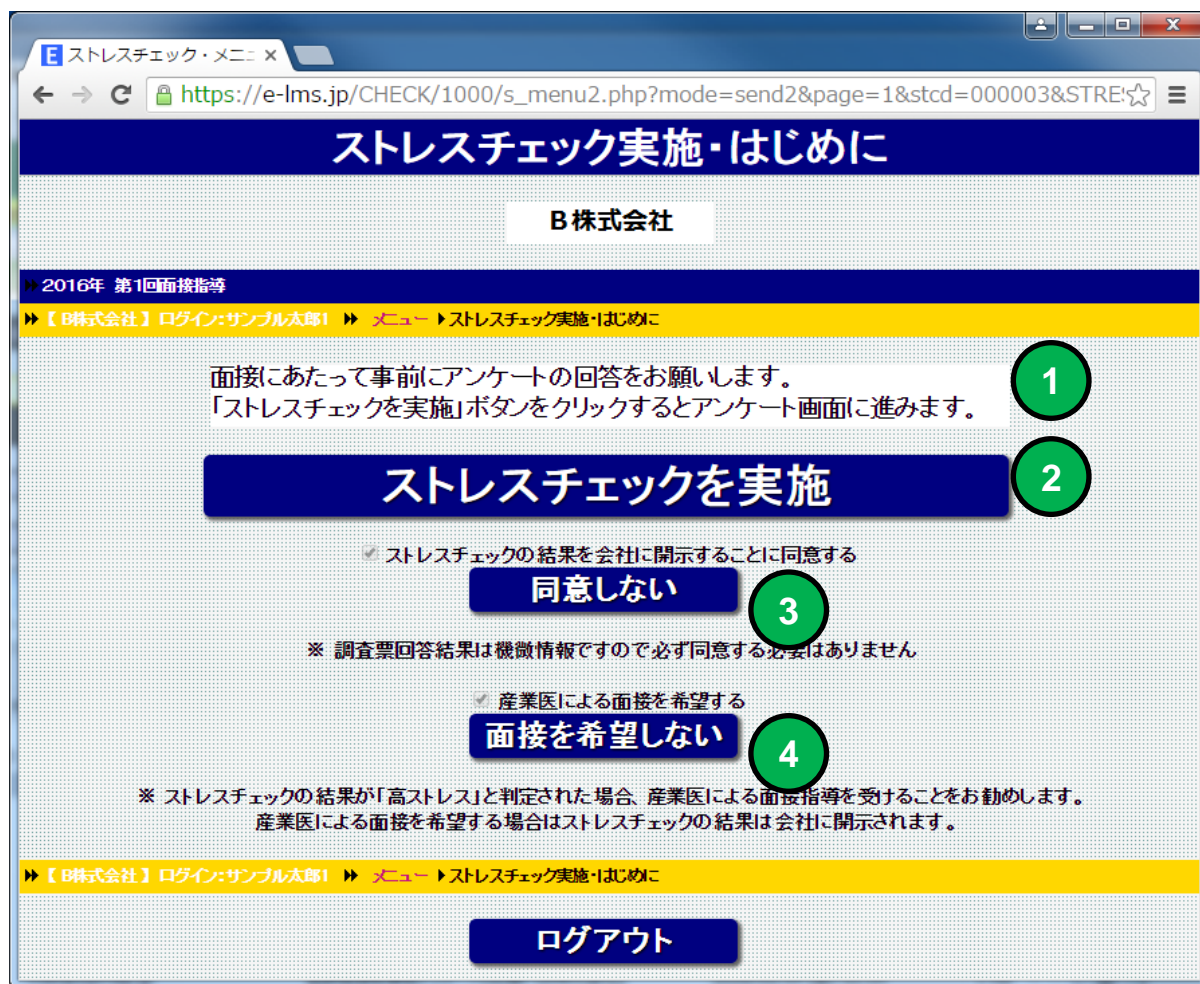 E ストレスチェック・メニ
https://e-lms.jp/CHECK/1000/s_menu2.php?mode=send2&page=1&stcd=000003&STRE
ストレスチェック実施・はじめに
B株式会社
2016年 第1回面接指導
【 B株式会社 】 ログイン:サンプル太郎1 メニュー ストレスチェック実施・はじめに
面接にあたって事前にアンケートの回答をお願いします。
「ストレスチェックを実施」ボタンをクリックするとアンケート画面に進みます。
1
ストレスチェックを実施
2
ストレスチェックの結果を会社に開示することに同意する
同意しない
3
※ 調査票回答結果は機微情報ですので必ず同意する必要はありません
産業医による面接を希望する
面接を希望しない
4
※ ストレスチェックの結果が「高ストレス」と判定された場合、産業医による面接指導を受けることをお勧めします。
産業医による面接を希望する場合はストレスチェックの結果は会社に開示されます。
【 B株式会社 】 ログイン:サンプル太郎1 メニュー ストレスチェック実施・はじめに
ログアウト